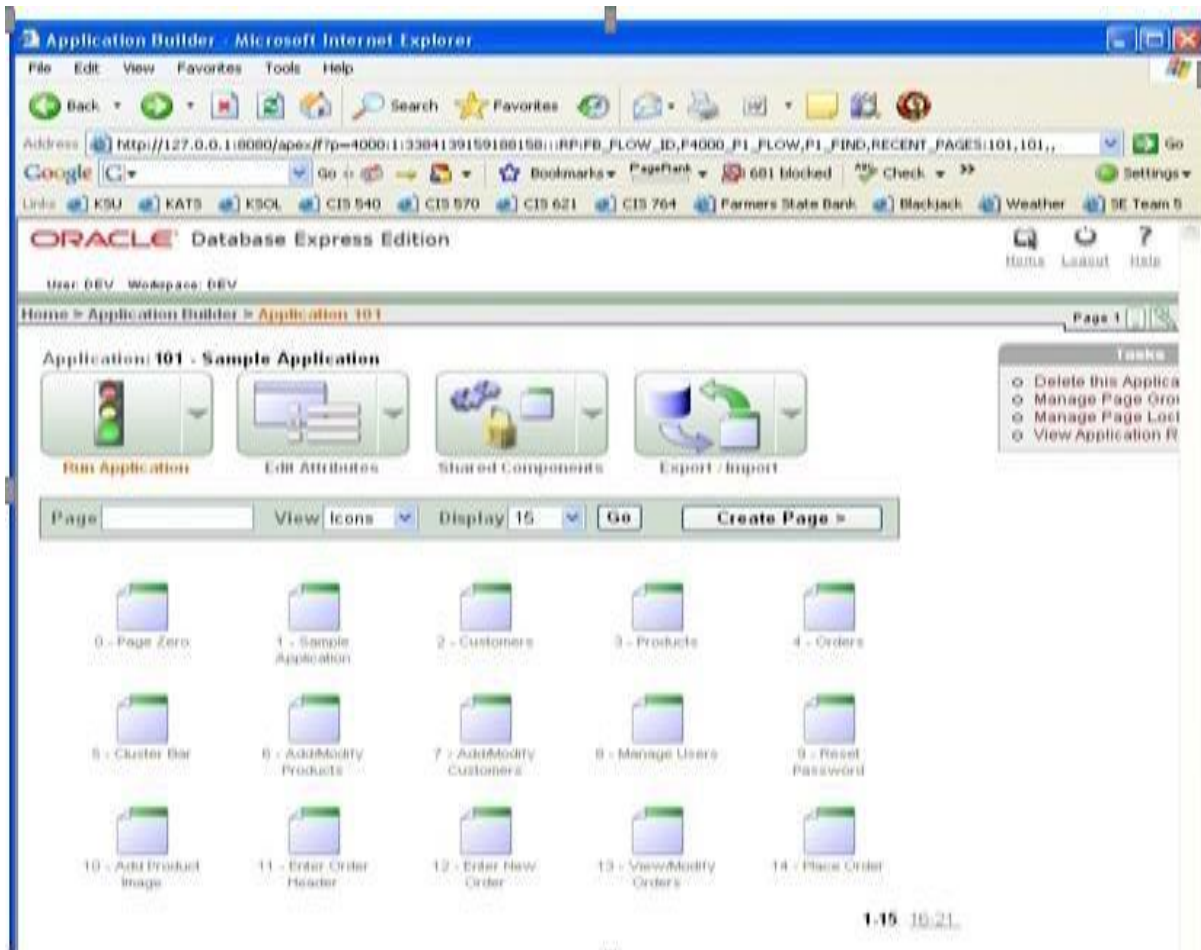 Application Builder - Microsoft Internet Explorer
File Edit View Favorites Tools Help
Back Search Favorites
Address http://127.0.0.1:8080/apex/f?p=4000:1:3384139159188158::::RP:FB_FLOW_ID,F4000_P1_FLOW,P1_FIND,RECENT_PAGES:101,101,, Go
Google Go Bookmarks PageRank 681 blocked Check Settings
Links KSU KATS KSOL CIS 540 CIS 570 CIS 621 CIS 764 Farmers State Bank Blackjack Weather SE Team 5
ORACLE Database Express Edition
Home Logout Help
User: DEV Workspace: DEV
Home > Application Builder > Application 101
Page 1
Application: 101 - Sample Application
Tasks
Delete this Applica
Manage Page Gro
Manage Page Loc
View Application R
Run Application Edit Attributes Shared Components Export / Import
Page View Icons Display 15 Go Create Page >
0 - Page Zero
1 - Sample Application
2 - Customers
3 - Products
4 - Orders
5 - Cluster Bar
6 - Add/Modify Products
7 - Add/Modify Customers
8 - Manage Users
9 - Reset Password
10 - Add Product Image
11 - Enter Order Header
12 - Enter New Order
13 - View/Modify Orders
14 - Place Order
1-15 16-21